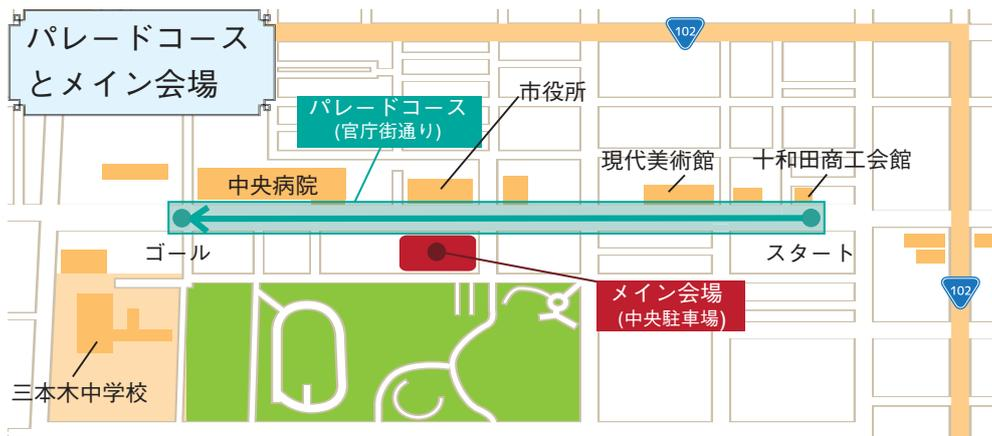 パレードコース
とメイン会場
102
市役所
パレードコース
(官庁街通り)
現代美術館
十和田商工会館
中央病院
ゴール
スタート
メイン会場
(中央駐車場)
102
三本木中学校